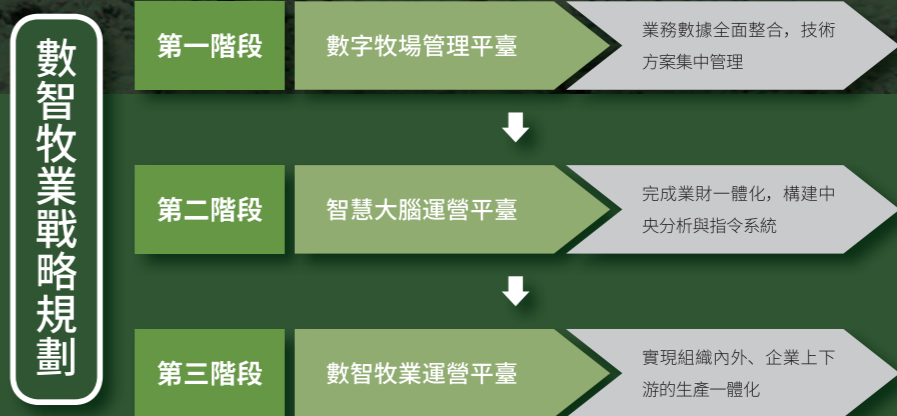 數智牧業戰略規劃
第一階段
數字牧場管理平臺
業務數據全面整合，技術
方案集中管理
第二階段
智慧大腦運營平臺
完成業財一體化，構建中
央分析與指令系統
第三階段
數智牧業運營平臺
實現組織內外、企業上下
游的生產一體化